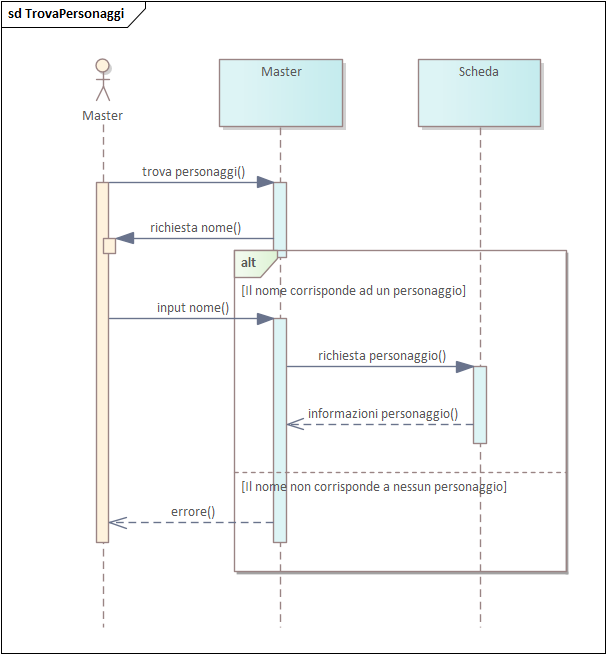 sd TrovaPersonaggi
Master
Master
Scheda
trova personaggi()
richiesta nome()
alt
[Il nome corrisponde ad un personaggio]
input nome()
richiesta personaggio()
informazioni personaggio()
[Il nome non corrisponde a nessun personaggio]
errore()